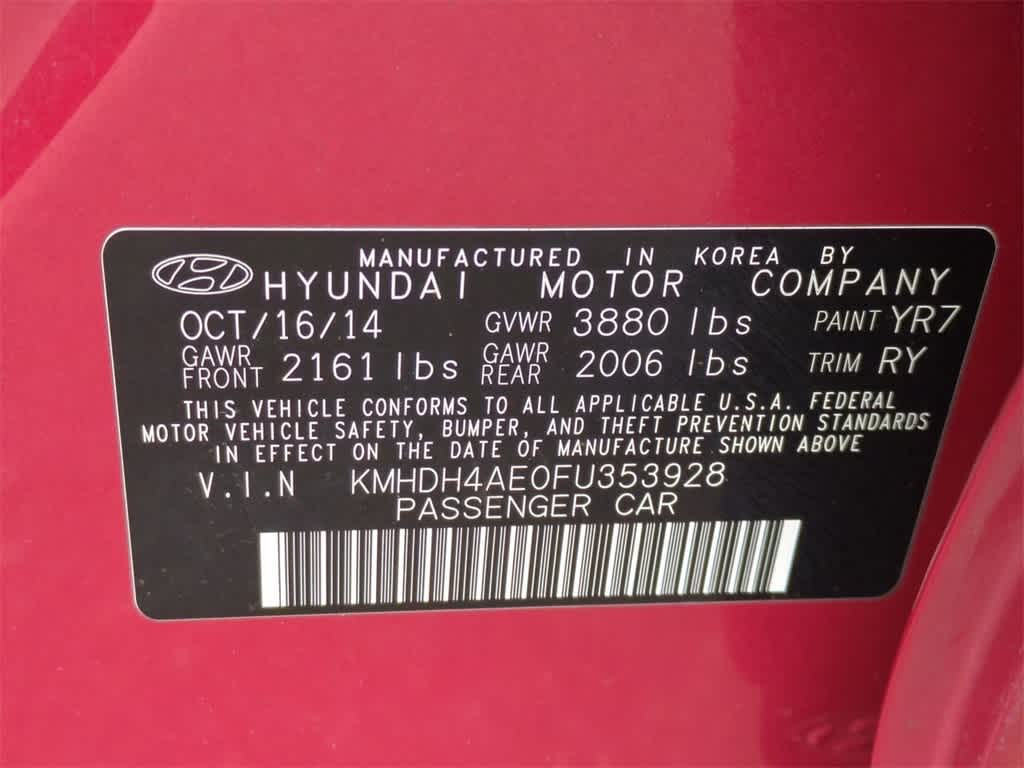 MANUFACTURED IN KOREA BY
HYUNDAI MOTOR COMPANY
OCT/16/14 GVWR 3880 lbs PAINT YR7
GAWR FRONT 2161 lbs GAWR REAR 2006 lbs TRIM RY
THIS VEHICLE CONFORMS TO ALL APPLICABLE U.S.A. FEDERAL
MOTOR VEHICLE SAFETY, BUMPER, AND THEFT PREVENTION STANDARDS
IN EFFECT ON THE DATE OF MANUFACTURE SHOWN ABOVE
V.I.N KMHDH4AE0FU353928
PASSENGER CAR